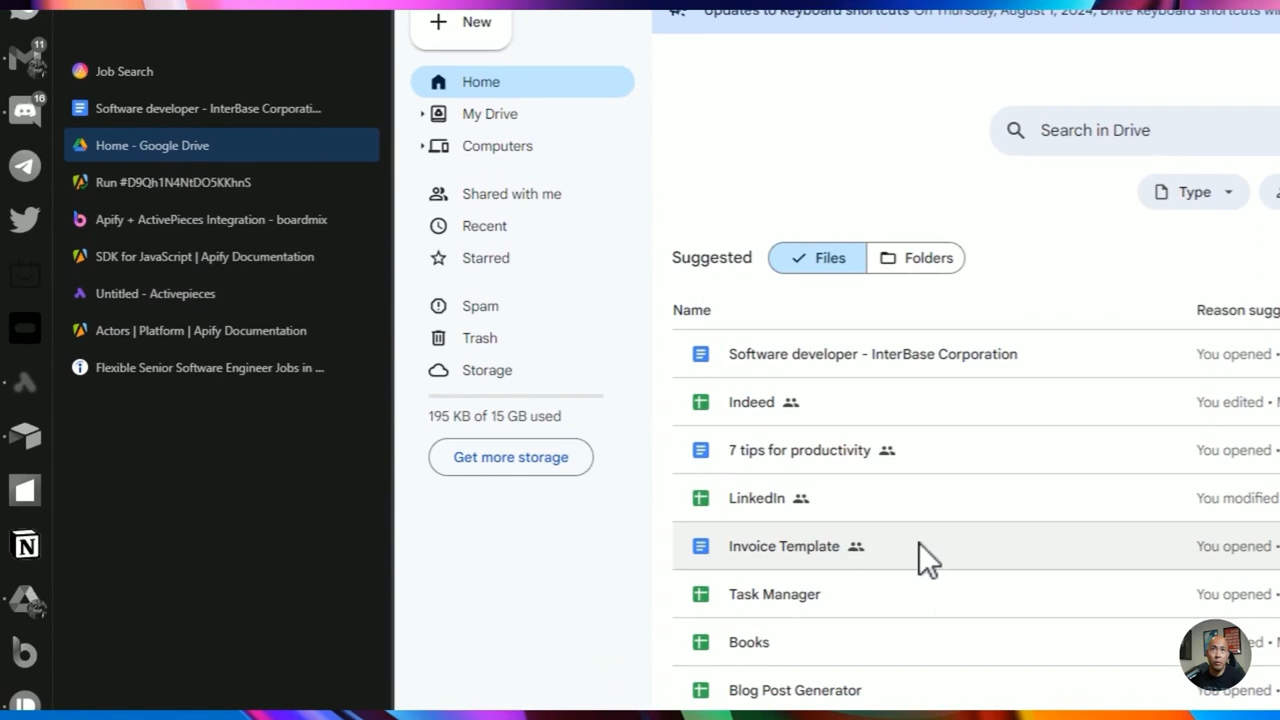 Updates to keyboard shortcuts On Thursday, August 1, 2024, Drive keyboard shortcuts
New
11
16
Job Search
Software developer - InterBase Corporati...
Home - Google Drive
Run #D9Qh1N4NtDO5KKhnS
Apify + ActivePieces Integration - boardmix
SDK for JavaScript | Apify Documentation
Untitled - Activepieces
Actors | Platform | Apify Documentation
Flexible Senior Software Engineer Jobs in ...
Home
My Drive
Computers
Shared with me
Recent
Starred
Spam
Trash
Storage
195 KB of 15 GB used
Get more storage
Search in Drive
Type
Suggested
Files
Folders
Name
Reason sugg
Software developer - InterBase Corporation
You opened •
Indeed
You edited •
7 tips for productivity
You opened •
LinkedIn
You modified
Invoice Template
You opened •
Task Manager
You opened •
Books
Blog Post Generator
You opened •